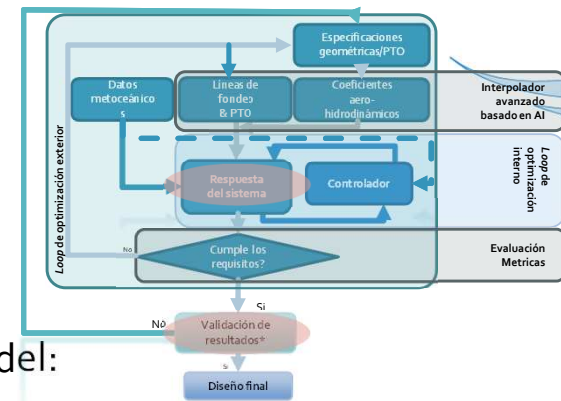 Especificaciones
geométricas/PTO
Datos
metoceánico
s
Líneas de
fondeo
& PTO
Coeficientes
aero-
hidrodinámicos
Interpolador
avanzado
basado en AI
Loop de optimización exterior
Respuesta
del sistema
Controlador
Loop de
optimización
interno
No
Cumple los
requisitos?
Evaluación
Metricas
Si
No
Validación de
resultados*
del:
Si
Diseño final